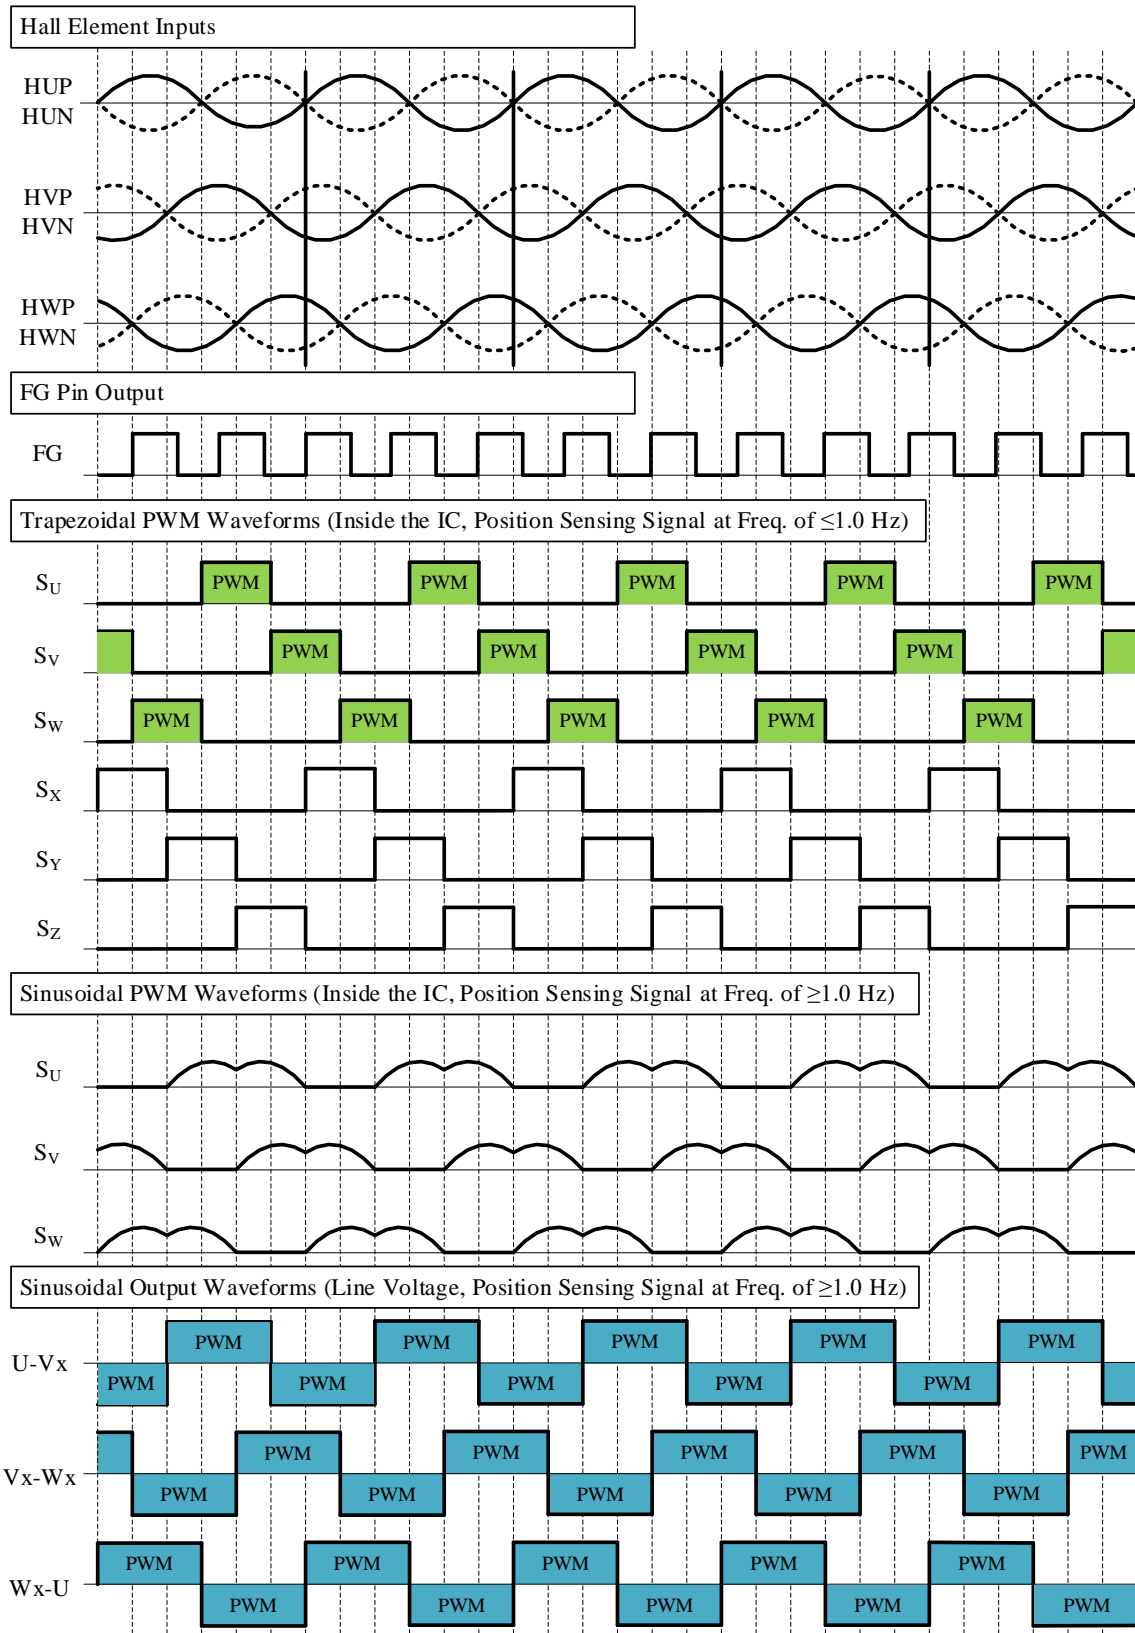 Hall Element Inputs
HUP
HUN
HVP
HVN
HWP
HWN
FG Pin Output
FG
Trapezoidal PWM Waveforms (Inside the IC, Position Sensing Signal at Freq. of ≤1.0 Hz)
SU PWM PWM PWM PWM PWM
SV PWM PWM PWM PWM
SW PWM PWM PWM PWM PWM
SX
SY
SZ
Sinusoidal PWM Waveforms (Inside the IC, Position Sensing Signal at Freq. of ≥1.0 Hz)
SU
SV
SW
Sinusoidal Output Waveforms (Line Voltage, Position Sensing Signal at Freq. of ≥1.0 Hz)
PWM PWM PWM PWM PWM
U-Vx
PWM PWM PWM PWM PWM
PWM PWM PWM PWM PWM
Vx-Wx
PWM PWM PWM PWM PWM
PWM PWM PWM PWM PWM
Wx-U
PWM PWM PWM PWM PWM